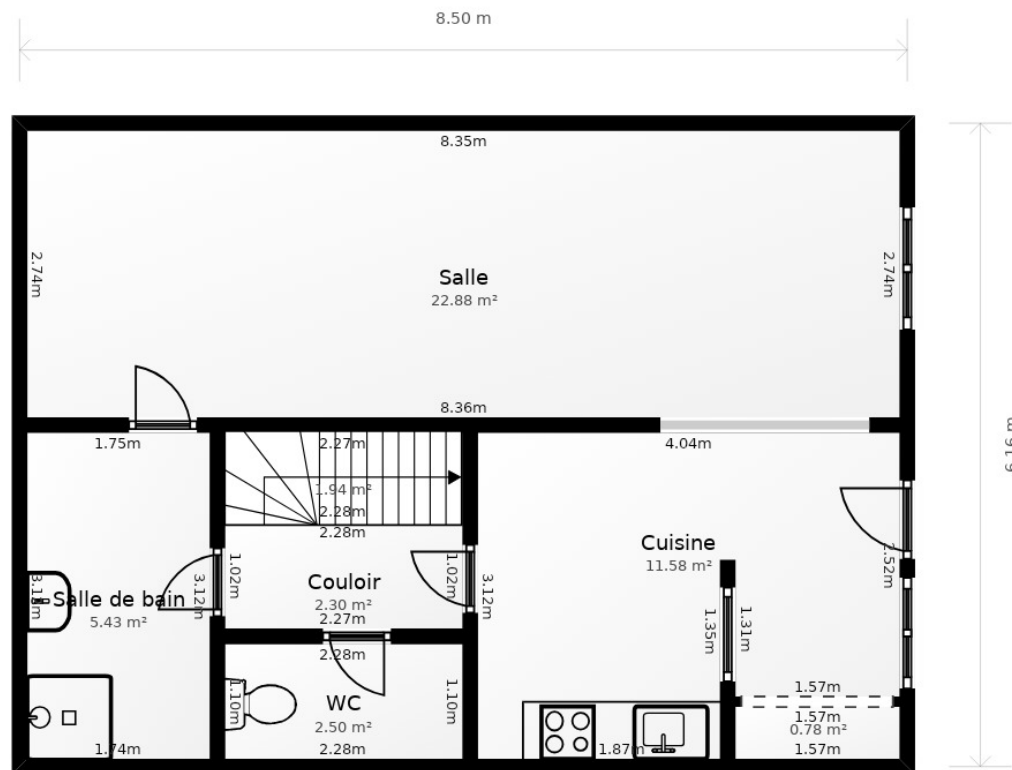 8.50 m
8.35m
2.74m
2.74m
Salle
22.88 m²
8.36m
1.75m
2.27m
4.04m
1.94 m²
2.28m
2.28m
Cuisine
11.58 m²
2.52m
1.02m
1.02m
3.12m
3.12m
Couloir
2.30 m²
2.27m
Salle de bain
5.43 m²
1.35m
1.31m
2.28m
WC
2.50 m²
1.10m
1.10m
2.28m
1.74m
1.87m
1.57m
1.57m
0.78 m²
1.57m